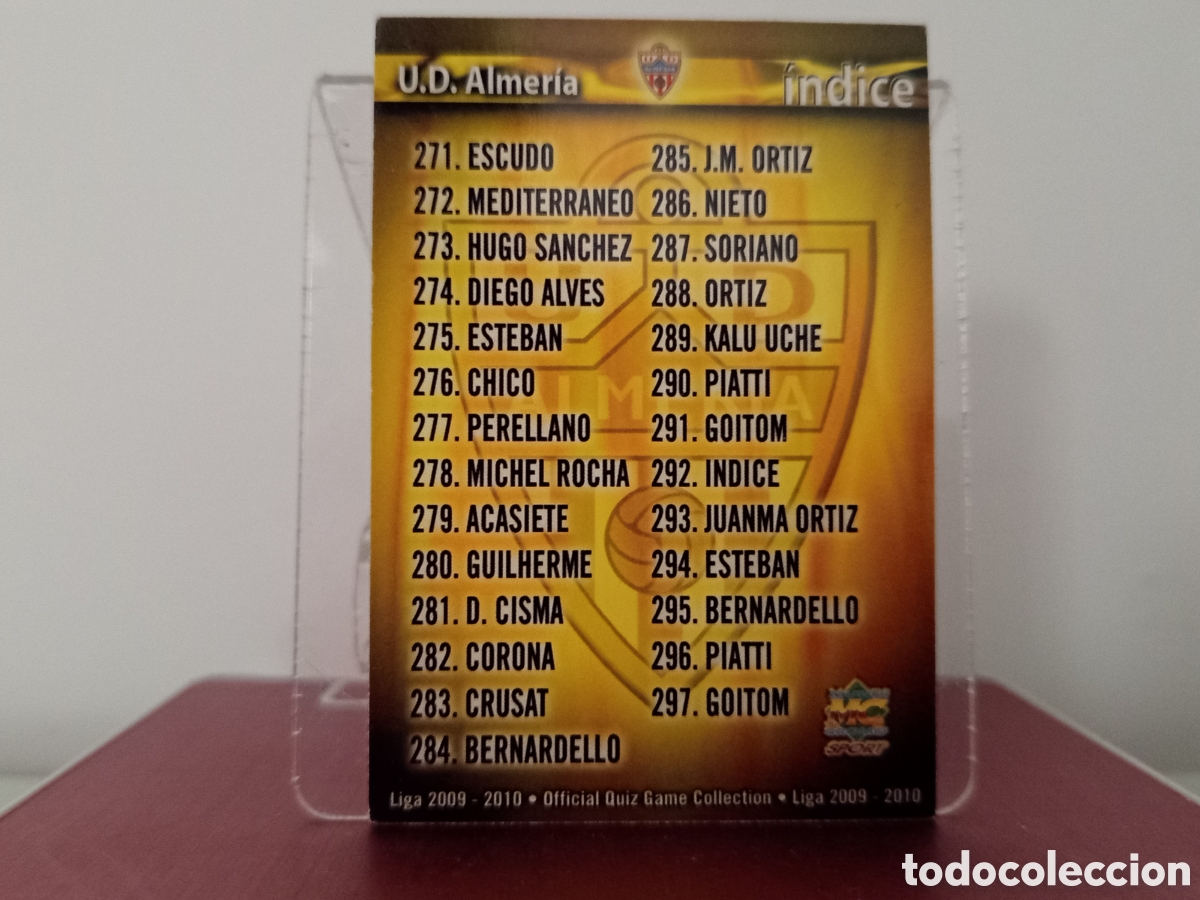 U.D. Almería
índice
271. ESCUDO
272. MEDITERRANEO
273. HUGO SANCHEZ
274. DIEGO ALVES
275. ESTEBAN
276. CHICO
277. PERELLANO
278. MICHEL ROCHA
279. ACASIETE
280. GUILHERME
281. D. CISMA
282. CORONA
283. CRUSAT
284. BERNARDELLO
285. J.M. ORTIZ
286. NIETO
287. SORIANO
288. ORTIZ
289. KALU UCHE
290. PIATTI
291. GOITOM
292. INDICE
293. JUANMA ORTIZ
294. ESTEBAN
295. BERNARDELLO
296. PIATTI
297. GOITOM
U D
ALMERIA
MC
SPORT
Liga 2009 - 2010 • Official Quiz Game Collection • Liga 2009 - 2010
todocoleccion